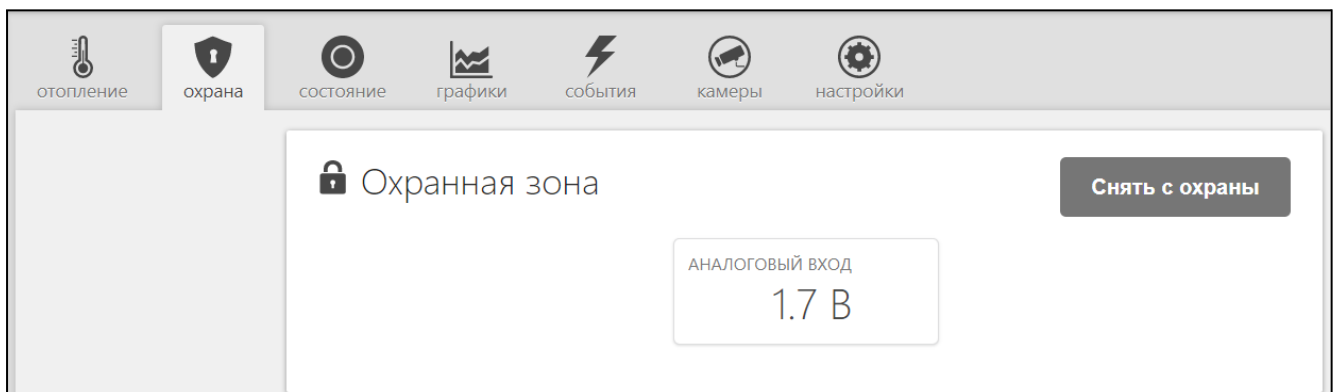 отопление охрана состояние графики события камеры настройки
Охранная зона
Снять с охраны
АНАЛОГОВЫЙ ВХОД
1.7 В